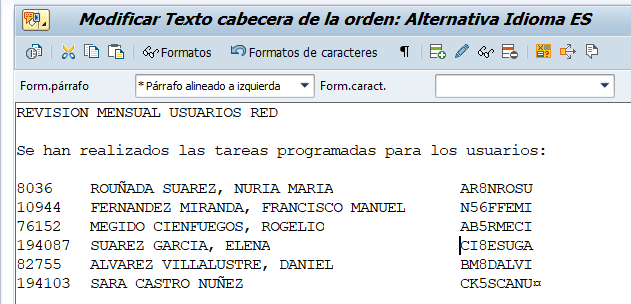 Modificar Texto cabecera de la orden: Alternativa Idioma ES
Formatos Formatos de caracteres ¶
Form.párrafo * Párrafo alineado a izquierda Form.caract.
REVISION MENSUAL USUARIOS RED
Se han realizados las tareas programadas para los usuarios:
8036 ROUÑADA SUAREZ, NURIA MARIA AR8NROSU
10944 FERNANDEZ MIRANDA, FRANCISCO MANUEL N56FFEMI
76152 MEGIDO CIENFUEGOS, ROGELIO AB5RMECI
194087 SUAREZ GARCIA, ELENA CI8ESUGA
82755 ALVAREZ VILLALUSTRE, DANIEL BM8DALVI
194103 SARA CASTRO NUÑEZ CK5SCANU¤